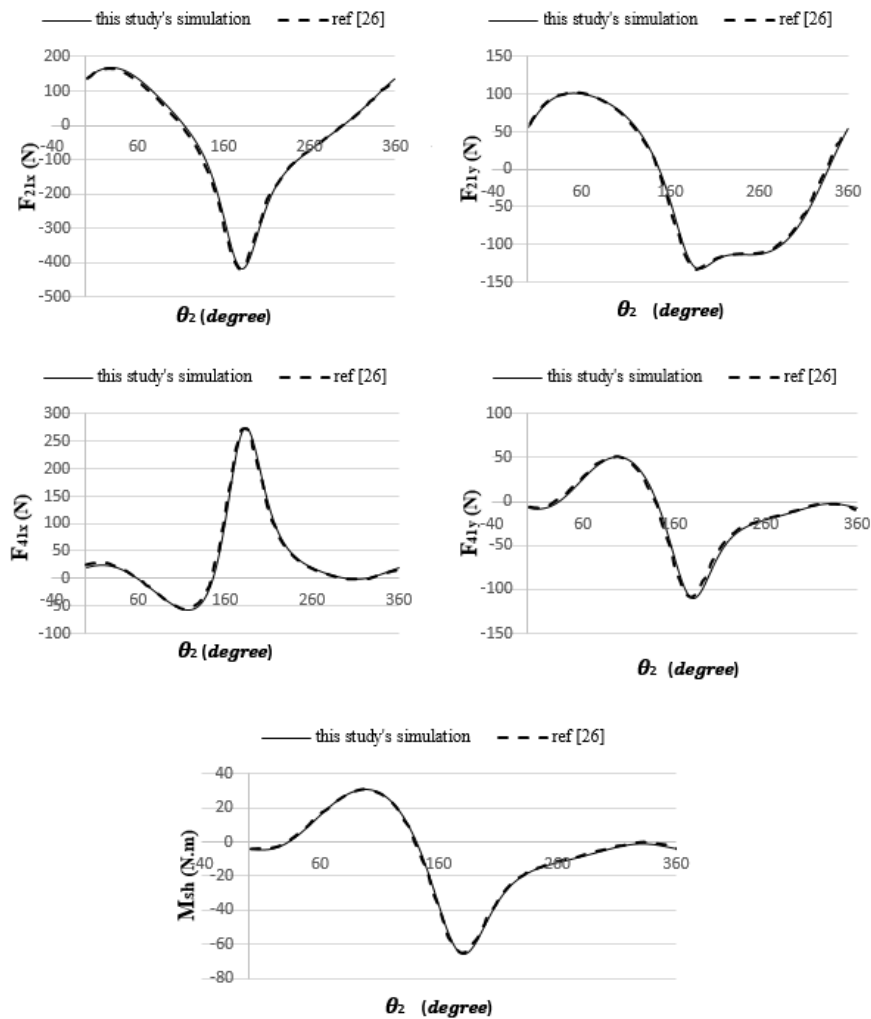 this study's simulation ref [26]
200
100
0
-100
-200
-300
-400
-500
-40 60 160 260 360
F21x (N)
θ2 (degree)
this study's simulation ref [26]
150
100
50
0
-50
-100
-150
-40 60 160 260 360
F21y (N)
θ2 (degree)
this study's simulation ref [26]
300
250
200
150
100
50
0
-50
-100
-40 60 160 260 360
F41x (N)
θ2 (degree)
this study's simulation ref [26]
100
50
0
-50
-100
-150
-40 60 160 260 360
F41y (N)
θ2 (degree)
this study's simulation ref [26]
40
20
0
-20
-40
-60
-80
-40 60 160 260 360
Msh (N.m)
θ2 (degree)